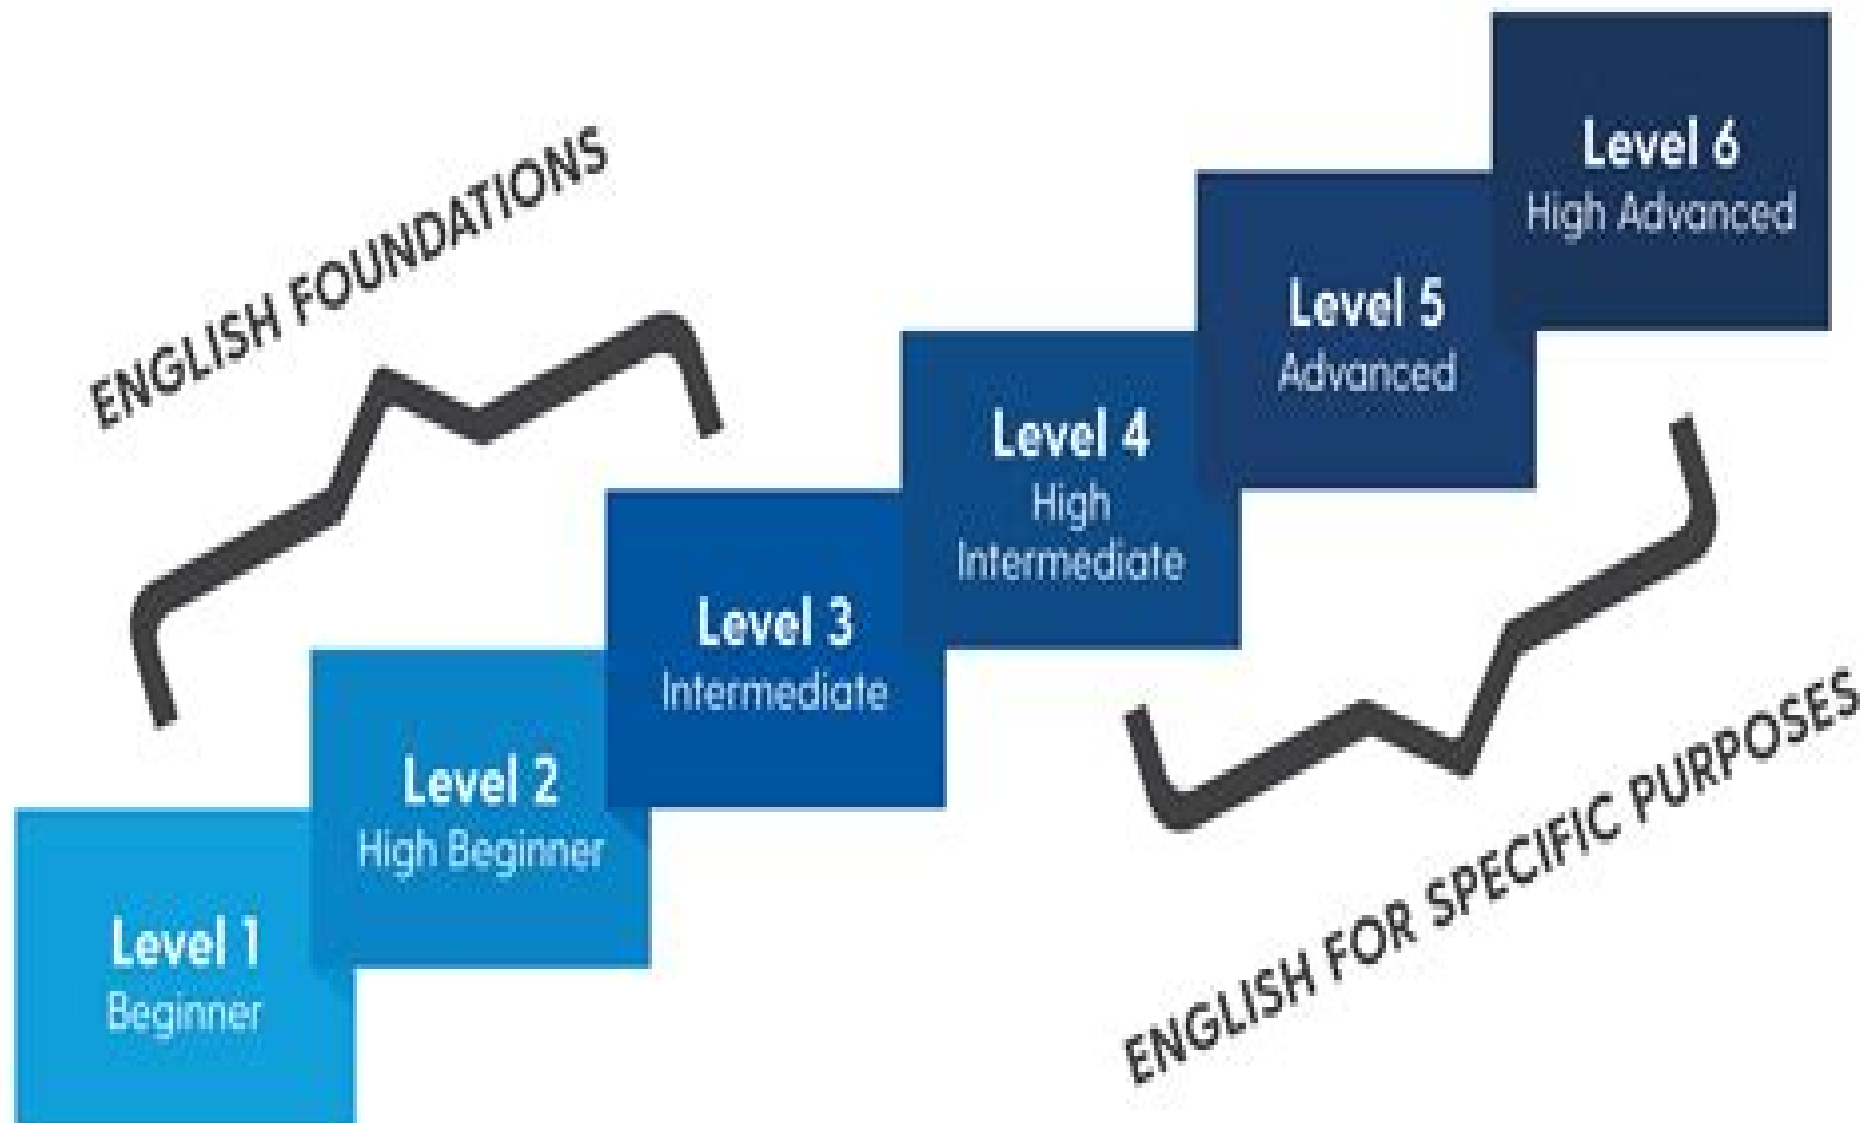 ENGLISH FOUNDATIONS
Level 1
Beginner
Level 2
High Beginner
Level 3
Intermediate
Level 4
High
Intermediate
Level 5
Advanced
Level 6
High Advanced
ENGLISH FOR SPECIFIC PURPOSES